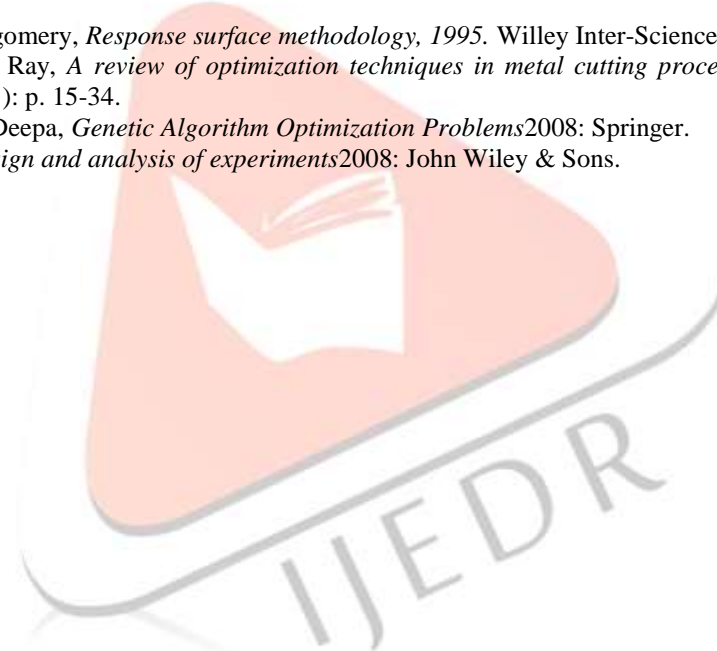 gomery, Response surface methodology, 1995. Willey Inter-Science
Ray, A review of optimization techniques in metal cutting proce
): p. 15-34.
Deepa, Genetic Algorithm Optimization Problems2008: Springer.
ign and analysis of experiments2008: John Wiley & Sons.
IJEDR